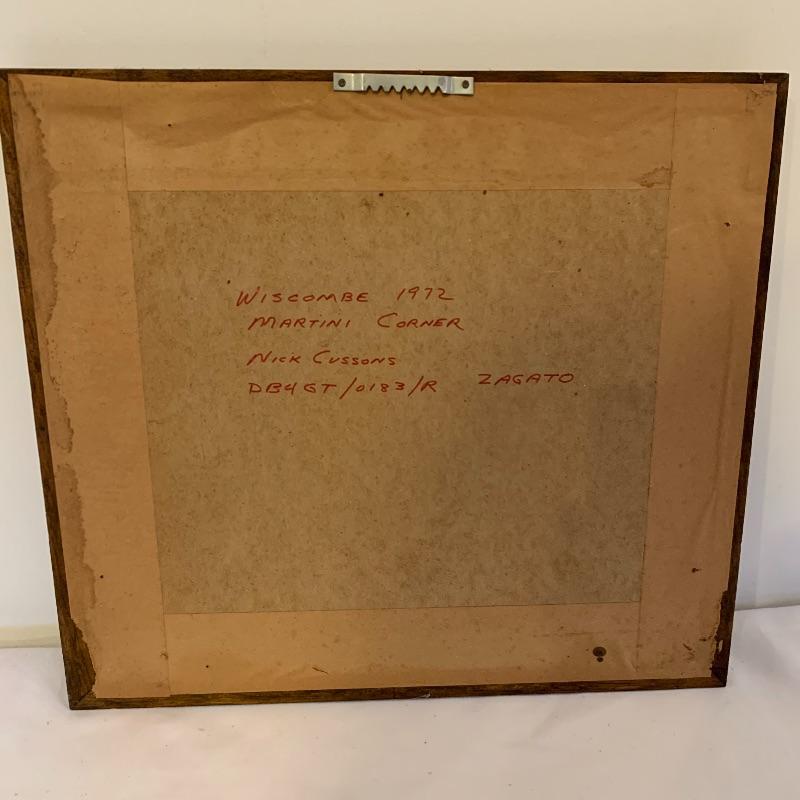 WISCOMBE 1972
MARTINI CORNER
NICK CUSSONS
DB4GT/0183/R ZAGATO